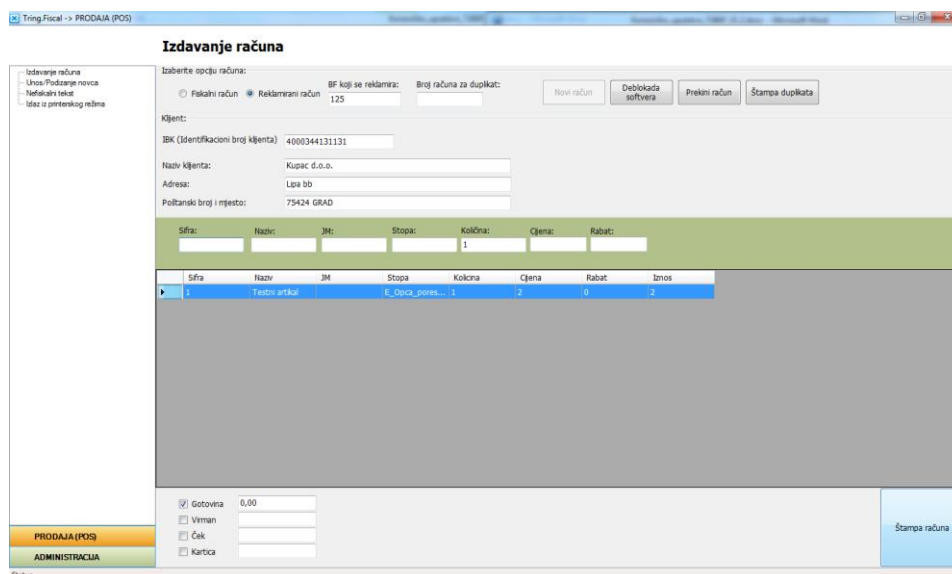 Tring.Fiscal -> PRODAJA (POS)
Izdavanje računa
Izdavanje računa
Unos/Podizanje novca
Nefiskalni tekst
Izlaz iz printerskog režima
Izaberite opciju računa:
Fiskalni račun
Reklamirani račun
BF koji se reklamira:
125
Broj računa za duplikat:
Novi račun
Deblokada softvera
Prekini račun
Štampa duplikata
Klijent:
IBK (Identifikacioni broj klijenta) 4000344131131
Naziv klijenta: Kupac d.o.o.
Adresa: Lipa bb
Poštanski broj i mjesto: 75424 GRAD
Sifra: Naziv: JM: Stopa: Količina: Cijena: Rabat:
1
Sifra Naziv JM Stopa Kolicina Cijena Rabat Iznos
1 Testni artikal E_Opca_pores... 1 2 0 2
Gotovina 0,00
Virman
Ček
Kartica
Štampa računa
PRODAJA (POS)
ADMINISTRACIJA